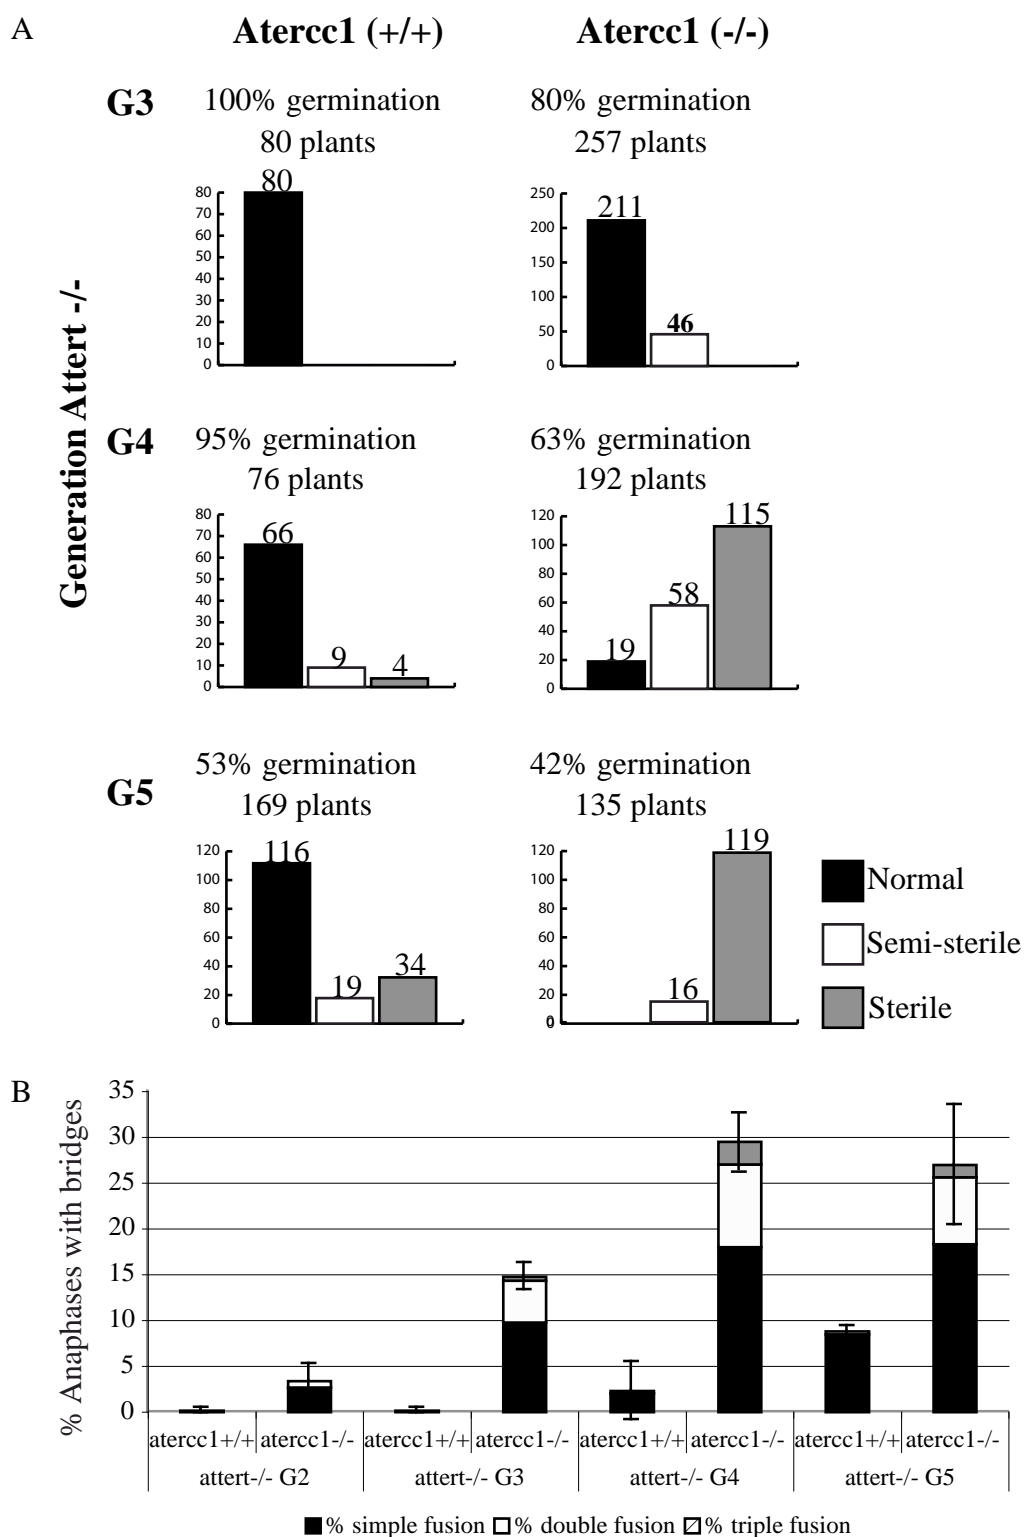 A
Atercc1 (+/+) Atercc1 (-/-)
Generation Attert -/-
G3
100% germination
80 plants
80
80
70
60
50
40
30
20
10
0
80% germination
257 plants
250
200
150
100
50
0
211
46
G4
95% germination
76 plants
80
70
60
50
40
30
20
10
0
66
9
4
63% germination
192 plants
120
100
80
60
40
20
0
19
58
115
G5
53% germination
169 plants
120
100
80
60
40
20
0
116
19
34
42% germination
135 plants
120
100
80
60
40
20
0
0
16
119
Normal
Semi-sterile
Sterile
B
% Anaphases with bridges
35
30
25
20
15
10
5
0
atercc1+/+ atercc1-/- atercc1+/+ atercc1-/- atercc1+/+ atercc1-/- atercc1+/+ atercc1-/-
attert-/- G2 attert-/- G3 attert-/- G4 attert-/- G5
% simple fusion % double fusion % triple fusion